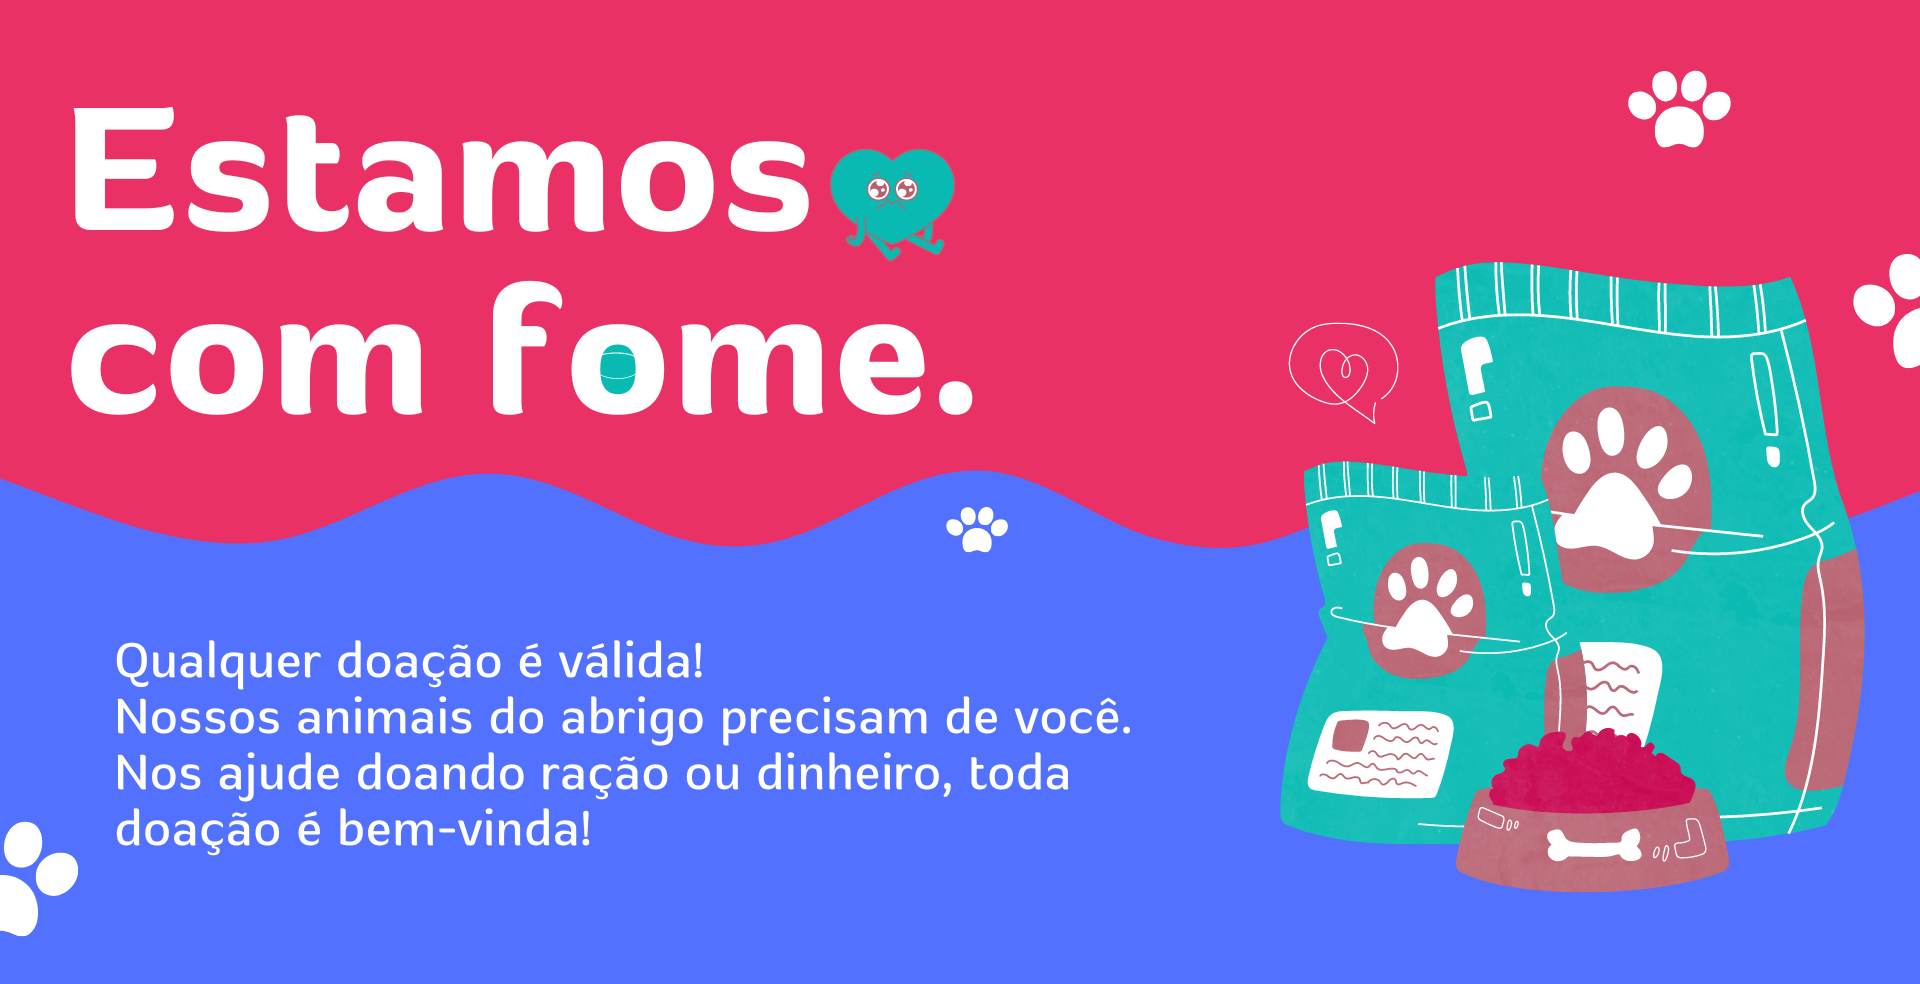 Estamos
com fome.
Qualquer doação é válida!
Nossos animais do abrigo precisam de você.
Nos ajude doando ração ou dinheiro, toda
doação é bem-vinda!